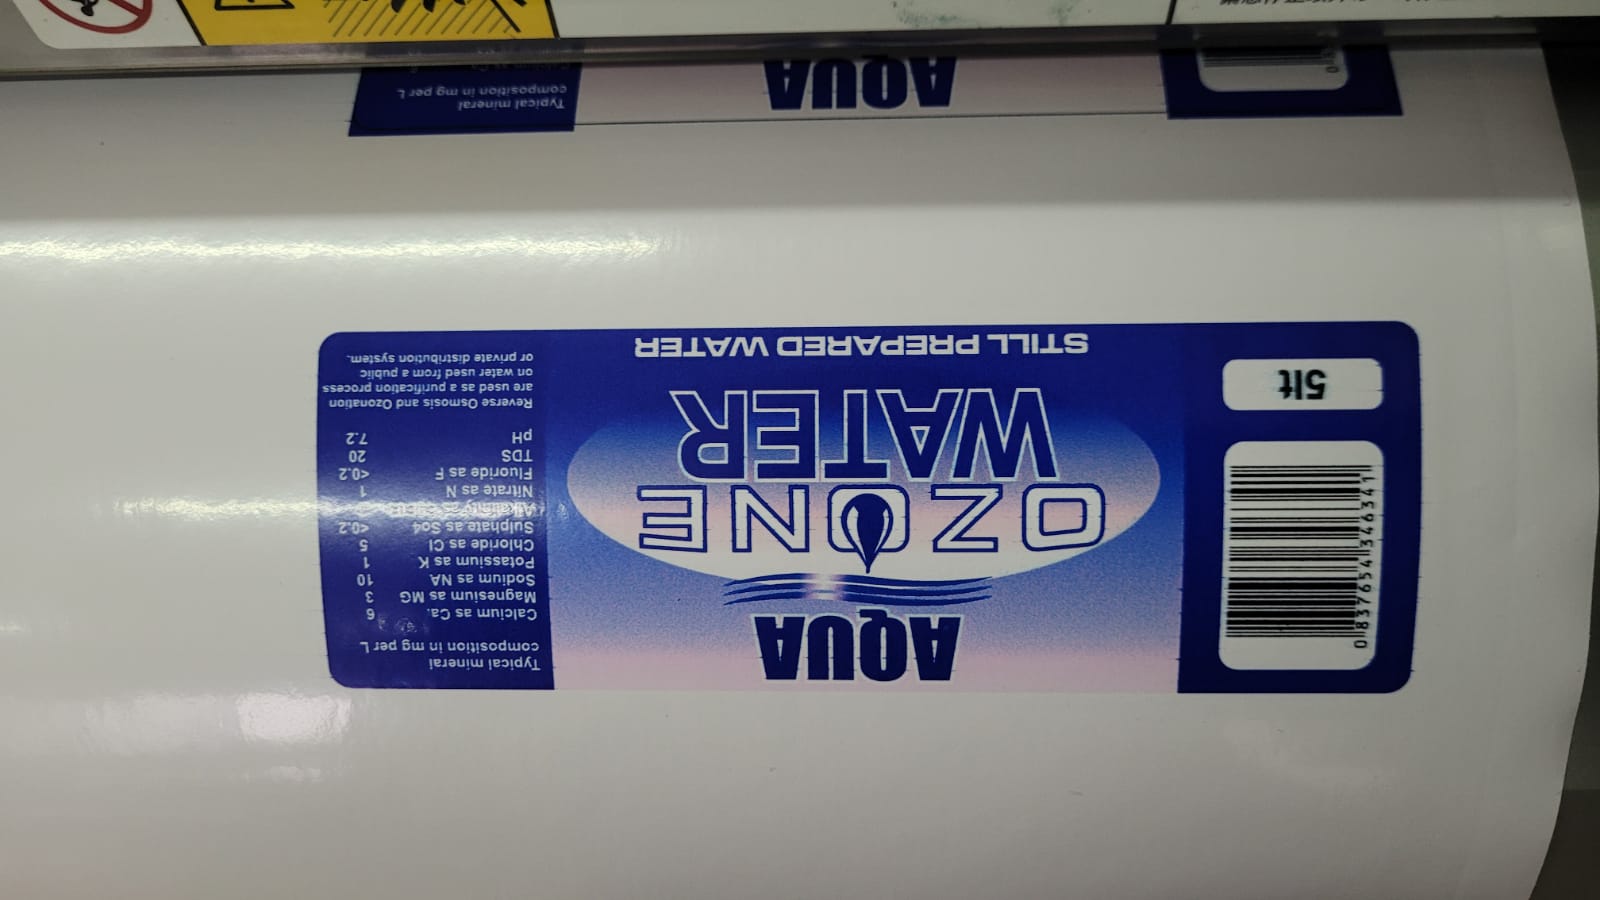 AQUA
OZONE
WATER
STILL PREPARED WATER
0 837654 346341
5lt
Typical mineral
composition in mg per L
Calcium as Ca. 6
Magnesium as MG 3
Sodium as NA 10
Potassium as K 1
Chloride as Cl 5
Sulphate as So4 <0.2
Alkalinity as
Nitrate as N 1
Fluoride as F <0.2
TDS 20
pH 7.2
Reverse Osmosis and Ozonation
are used as a purification process
on water used from a public
or private distribution system.
AQUA
Typical mineral
composition in mg per L